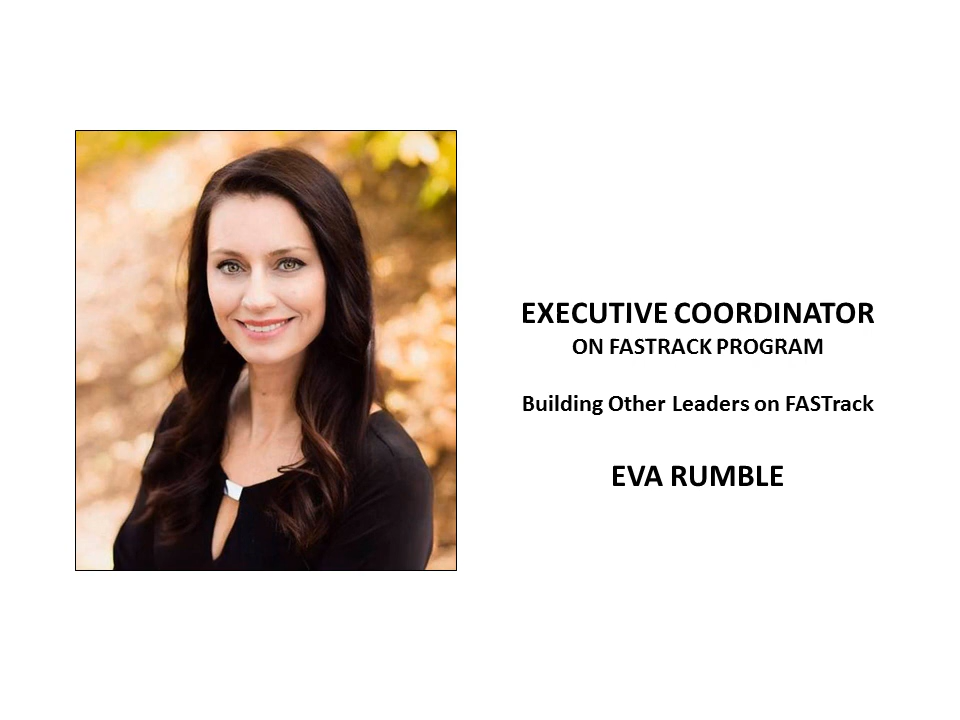 EXECUTIVE COORDINATOR
ON FASTRACK PROGRAM
Building Other Leaders on FASTrack
EVA RUMBLE